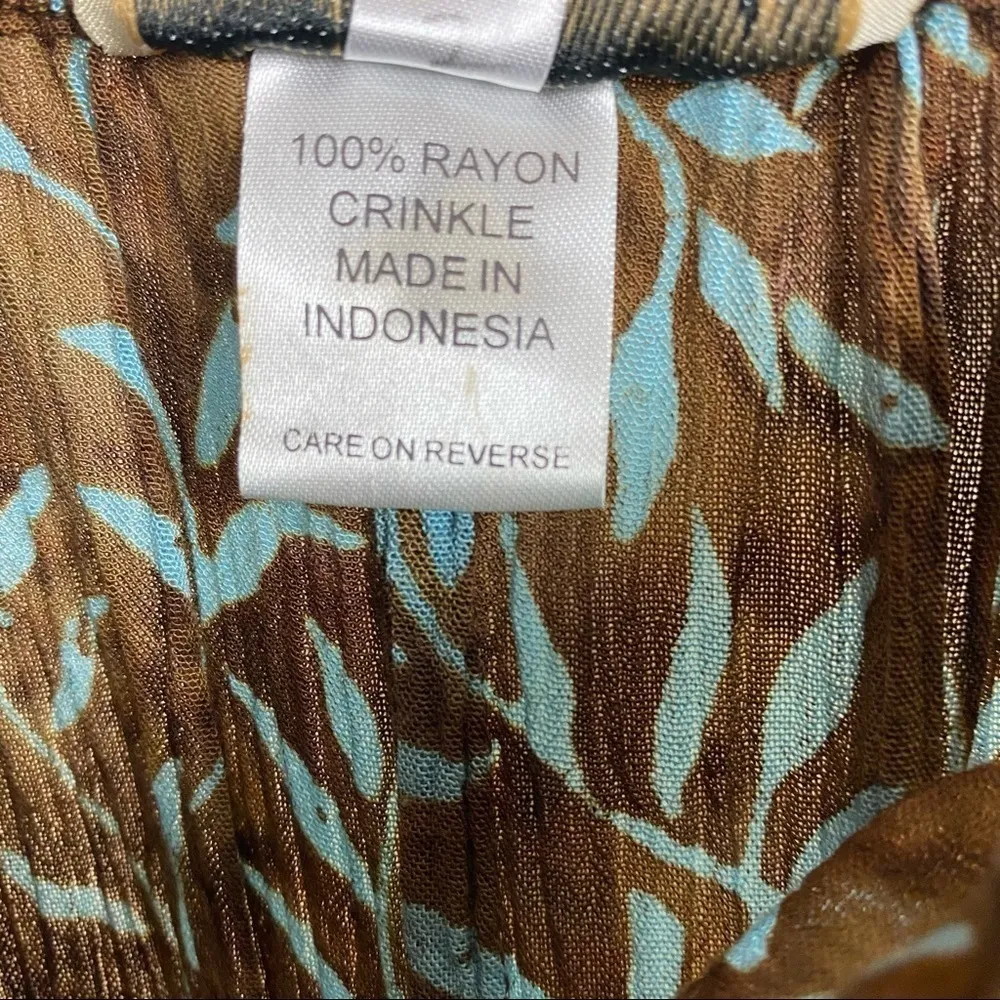 100% RAYON
CRINKLE
MADE IN
INDONESIA
CARE ON REVERSE